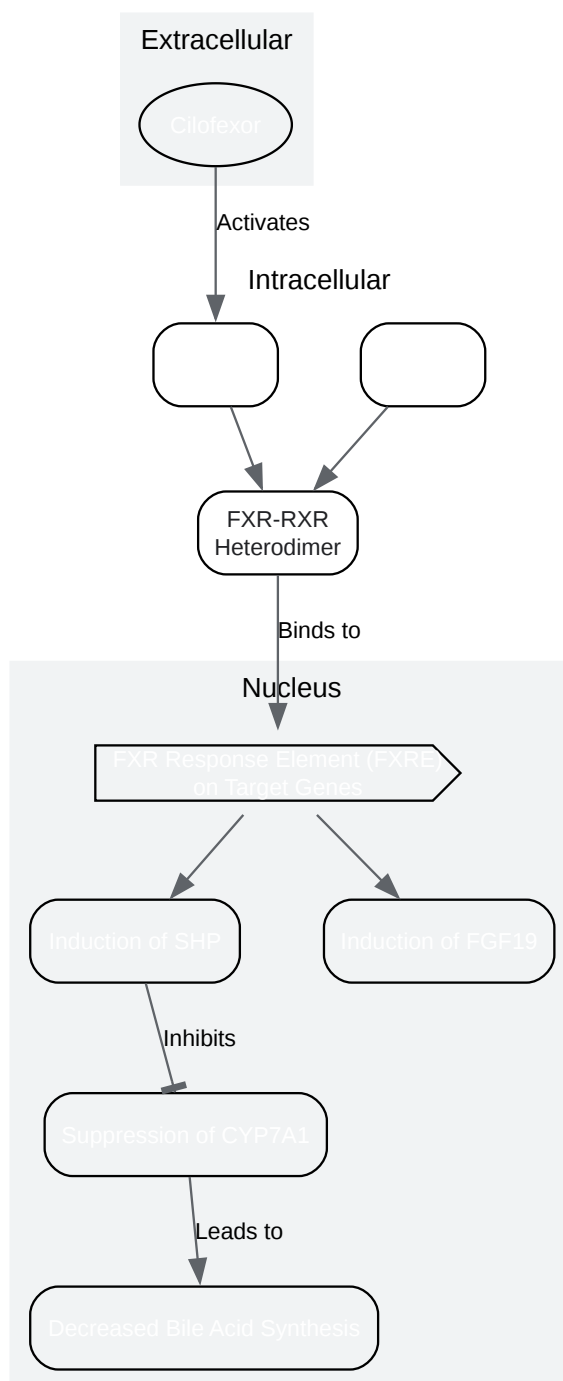 Extracellular
Cilofexor
Activates
Intracellular
FXR-RXR
Heterodimer
Binds to
Nucleus
FXR Response Element (FXRE)
on Target Genes
Induction of SHP
Induction of FGF19
Inhibits
Suppression of CYP7A1
Leads to
Decreased Bile Acid Synthesis